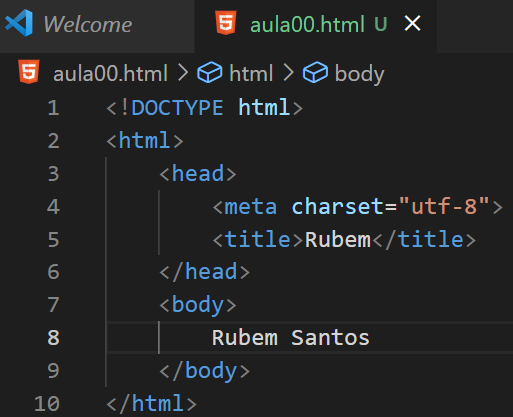 Welcome aula00.html U
aula00.html > html > body
1 <!DOCTYPE html>
2 <html>
3 <head>
4 <meta charset="utf-8">
5 <title>Rubem</title>
6 </head>
7 <body>
8 Rubem Santos
9 </body>
10 </html>